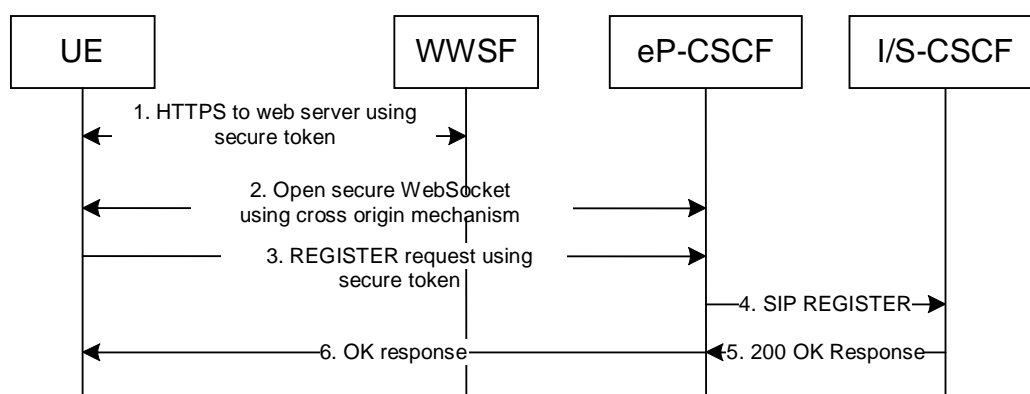 UE
WWSF
eP-CSCF
I/S-CSCF
1. HTTPS to web server using
secure token
2. Open secure WebSocket
using cross origin mechanism
3. REGISTER request using
secure token
4. SIP REGISTER
6. OK response
5. 200 OK Response